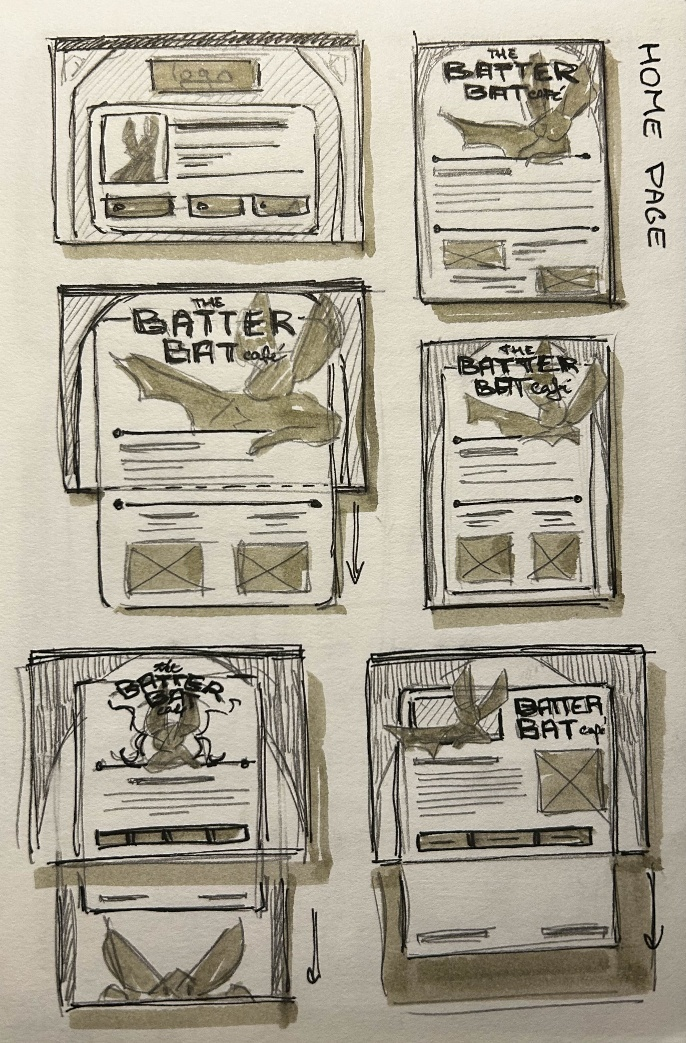 HOME PAGE
logo
THE
BATTER
BAT café
THE
BATTER
BAT café
THE
BATTER
BAT café
the
BATTER
BAT
café
BATTER
BAT café